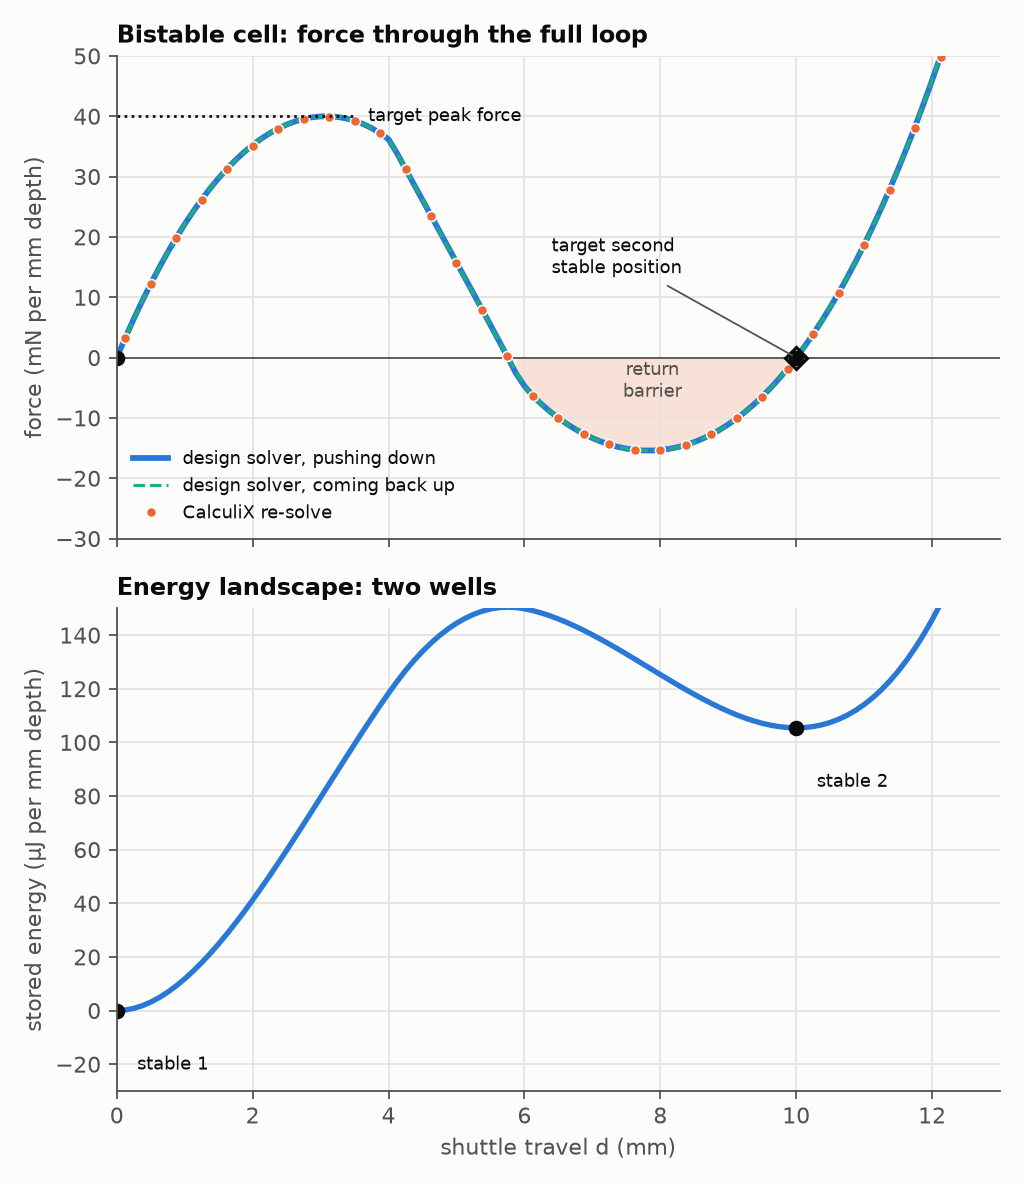 Bistable cell: force through the full loop
50
40
30
20
10
0
−10
−20
−30
force (mN per mm depth)
target peak force
target second
stable position
return
barrier
design solver, pushing down
design solver, coming back up
CalculiX re-solve
Energy landscape: two wells
140
120
100
80
60
40
20
0
−20
stored energy (µJ per mm depth)
stable 2
stable 1
0 2 4 6 8 10 12
shuttle travel d (mm)